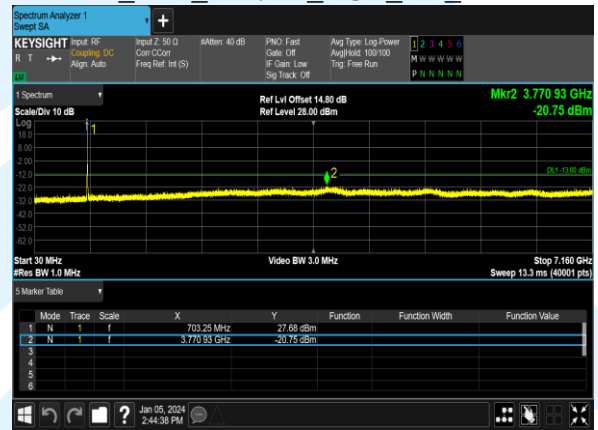 Spectrum Analyzer 1
Swept SA
+
KEYSIGHT
R T
LV
Input: RF
Coupling: DC
Align: Auto
Input Z: 50 Ω
Corr CCorr
Freq Ref: Int (S)
#Atten: 40 dB
PNO: Fast
Gate: Off
IF Gain: Low
Sig Track: Off
Avg Type: Log-Power
Avg|Hold: 100/100
Trig: Free Run
1 2 3 4 5 6
M W W W W W
P N N N N N
1 Spectrum
Scale/Div 10 dB
Log
Ref Lvl Offset 14.80 dB
Ref Level 28.00 dBm
Mkr2 3.770 93 GHz
-20.75 dBm
18.0
8.00
-2.00
-12.0
-22.0
-32.0
-42.0
-52.0
-62.0
1
2
DL1 -13.00 dBm
Start 30 MHz
#Res BW 1.0 MHz
Video BW 3.0 MHz
Stop 7.160 GHz
Sweep 13.3 ms (40001 pts)
5 Marker Table
Mode Trace Scale X Y Function Function Width Function Value
1 N 1 f 703.25 MHz 27.68 dBm
2 N 1 f 3.770 93 GHz -20.75 dBm
3
4
5
6
?
Jan 05, 2024
2:44:38 PM